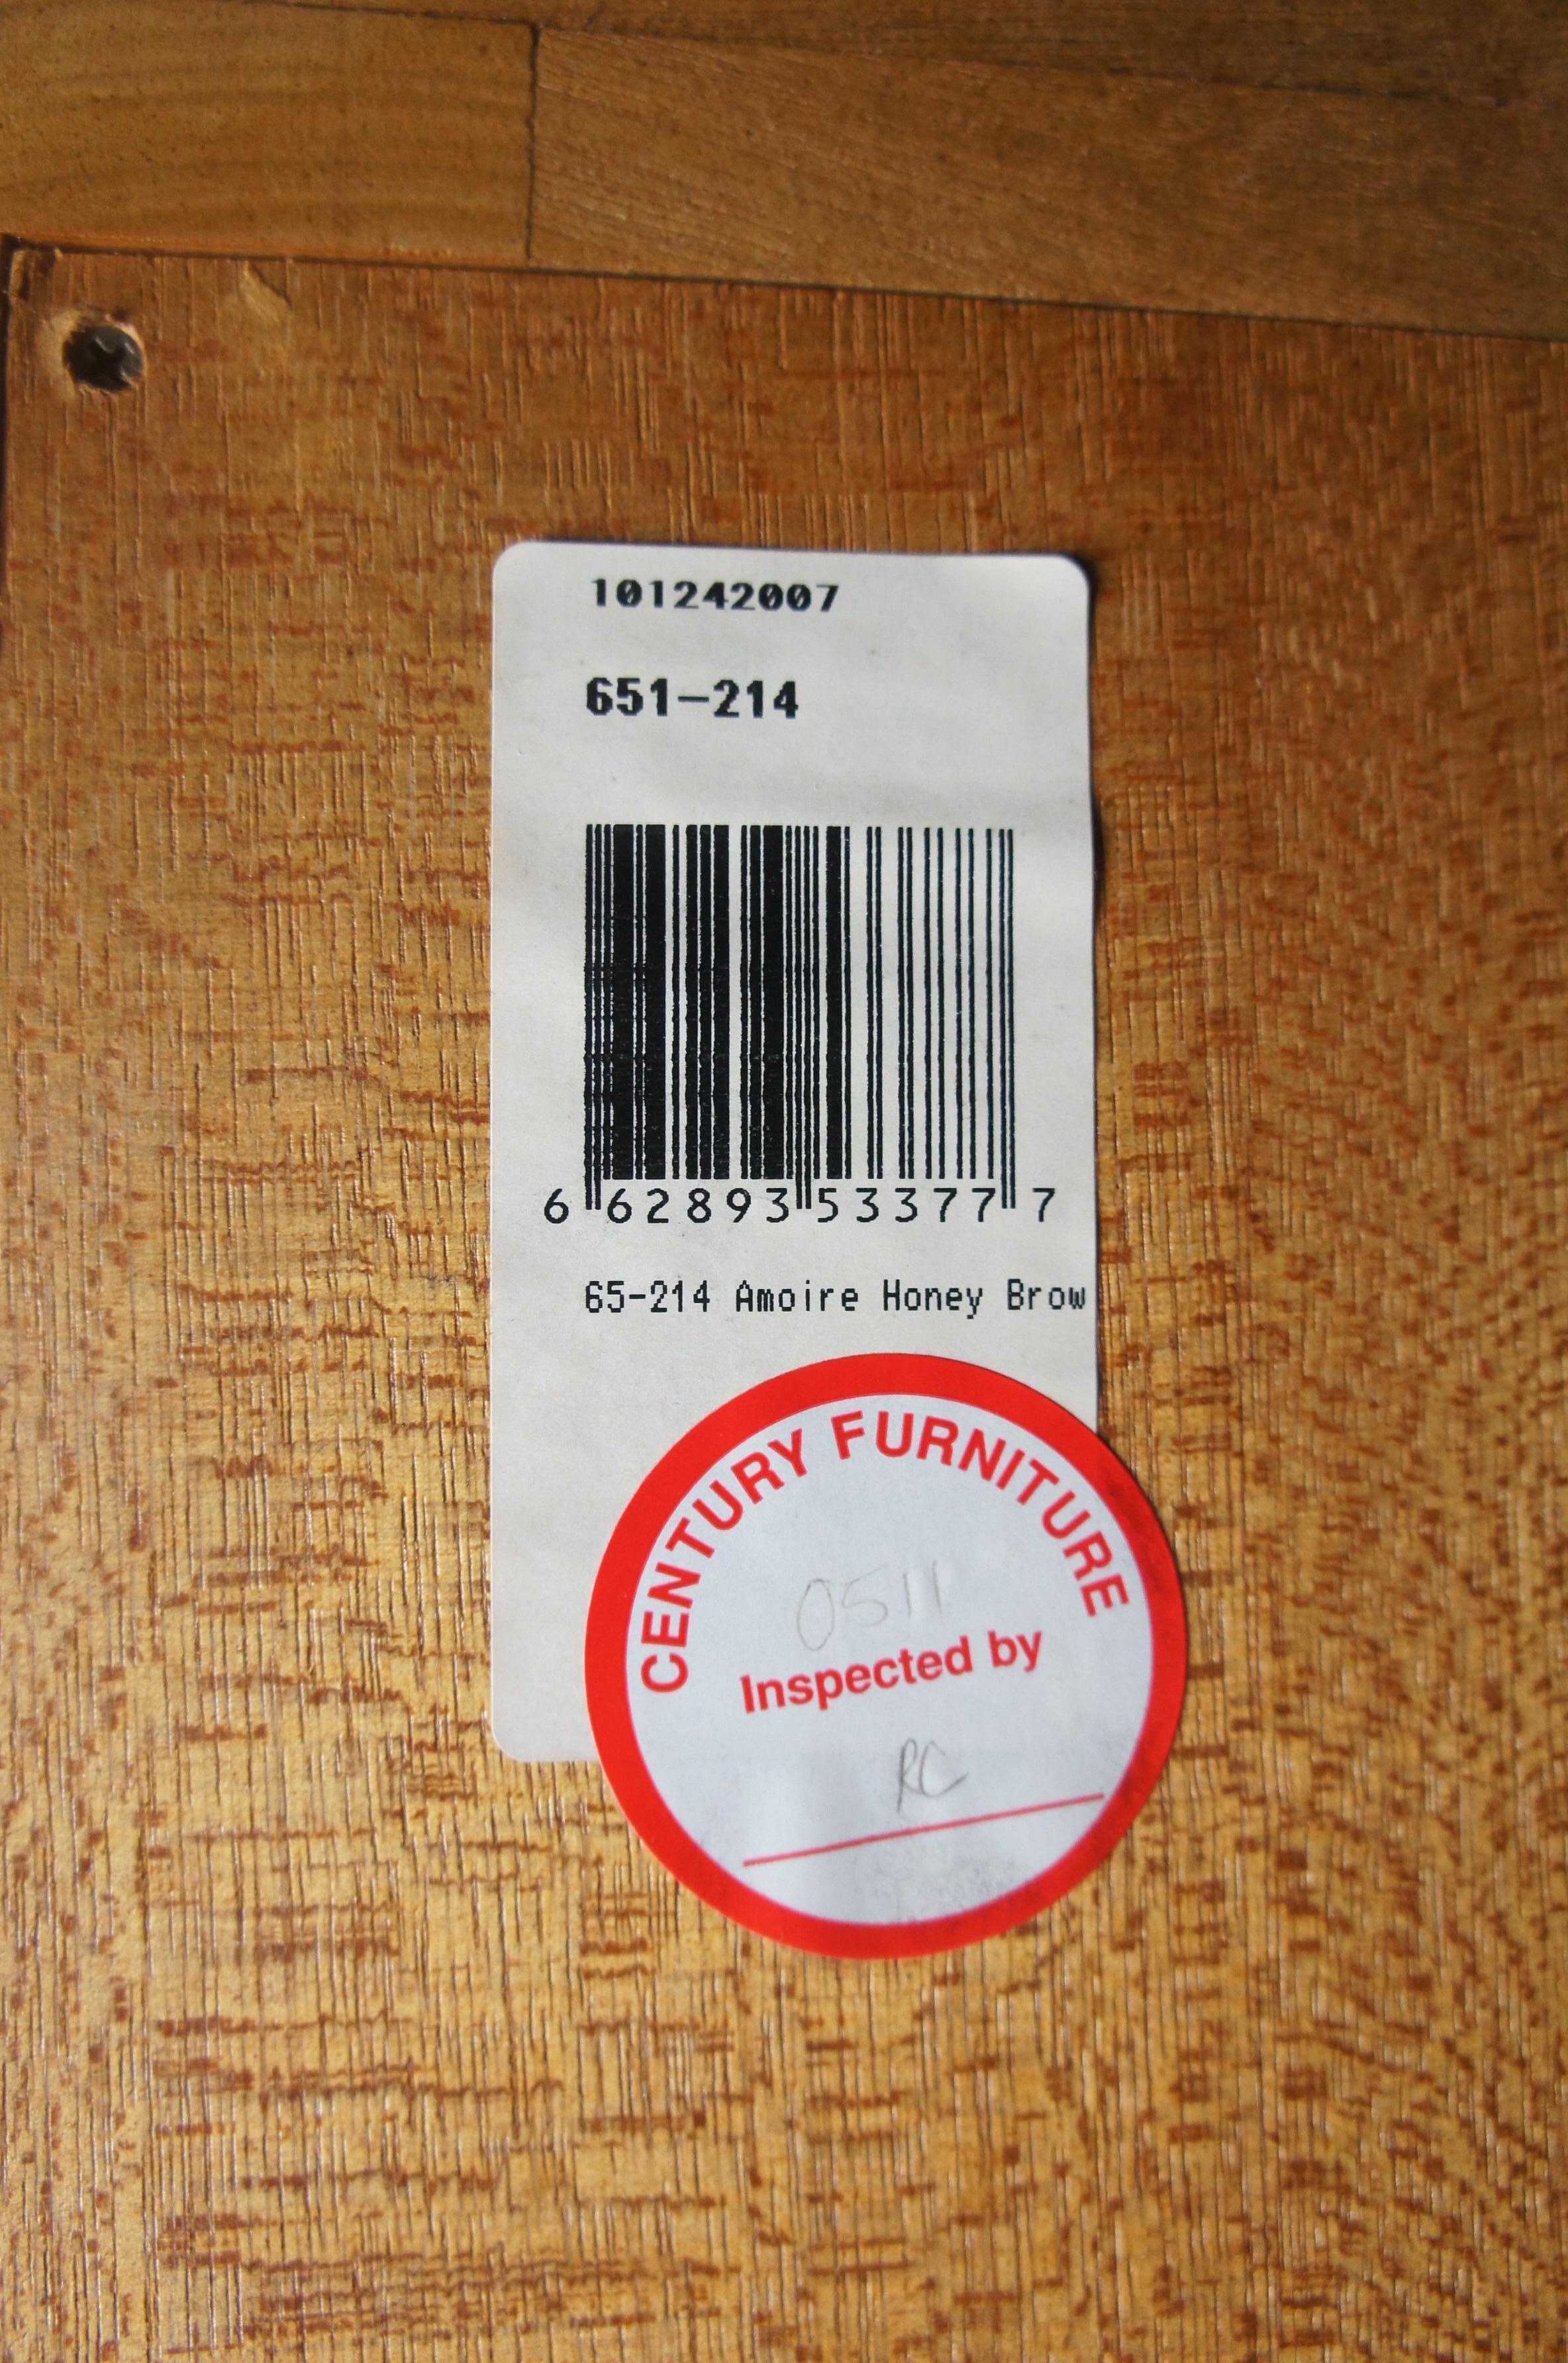 101242007
651-214
6 62893 53377 7
65-214 Amoire Honey Brow
CENTURY FURNITURE
0511
Inspected by
RC